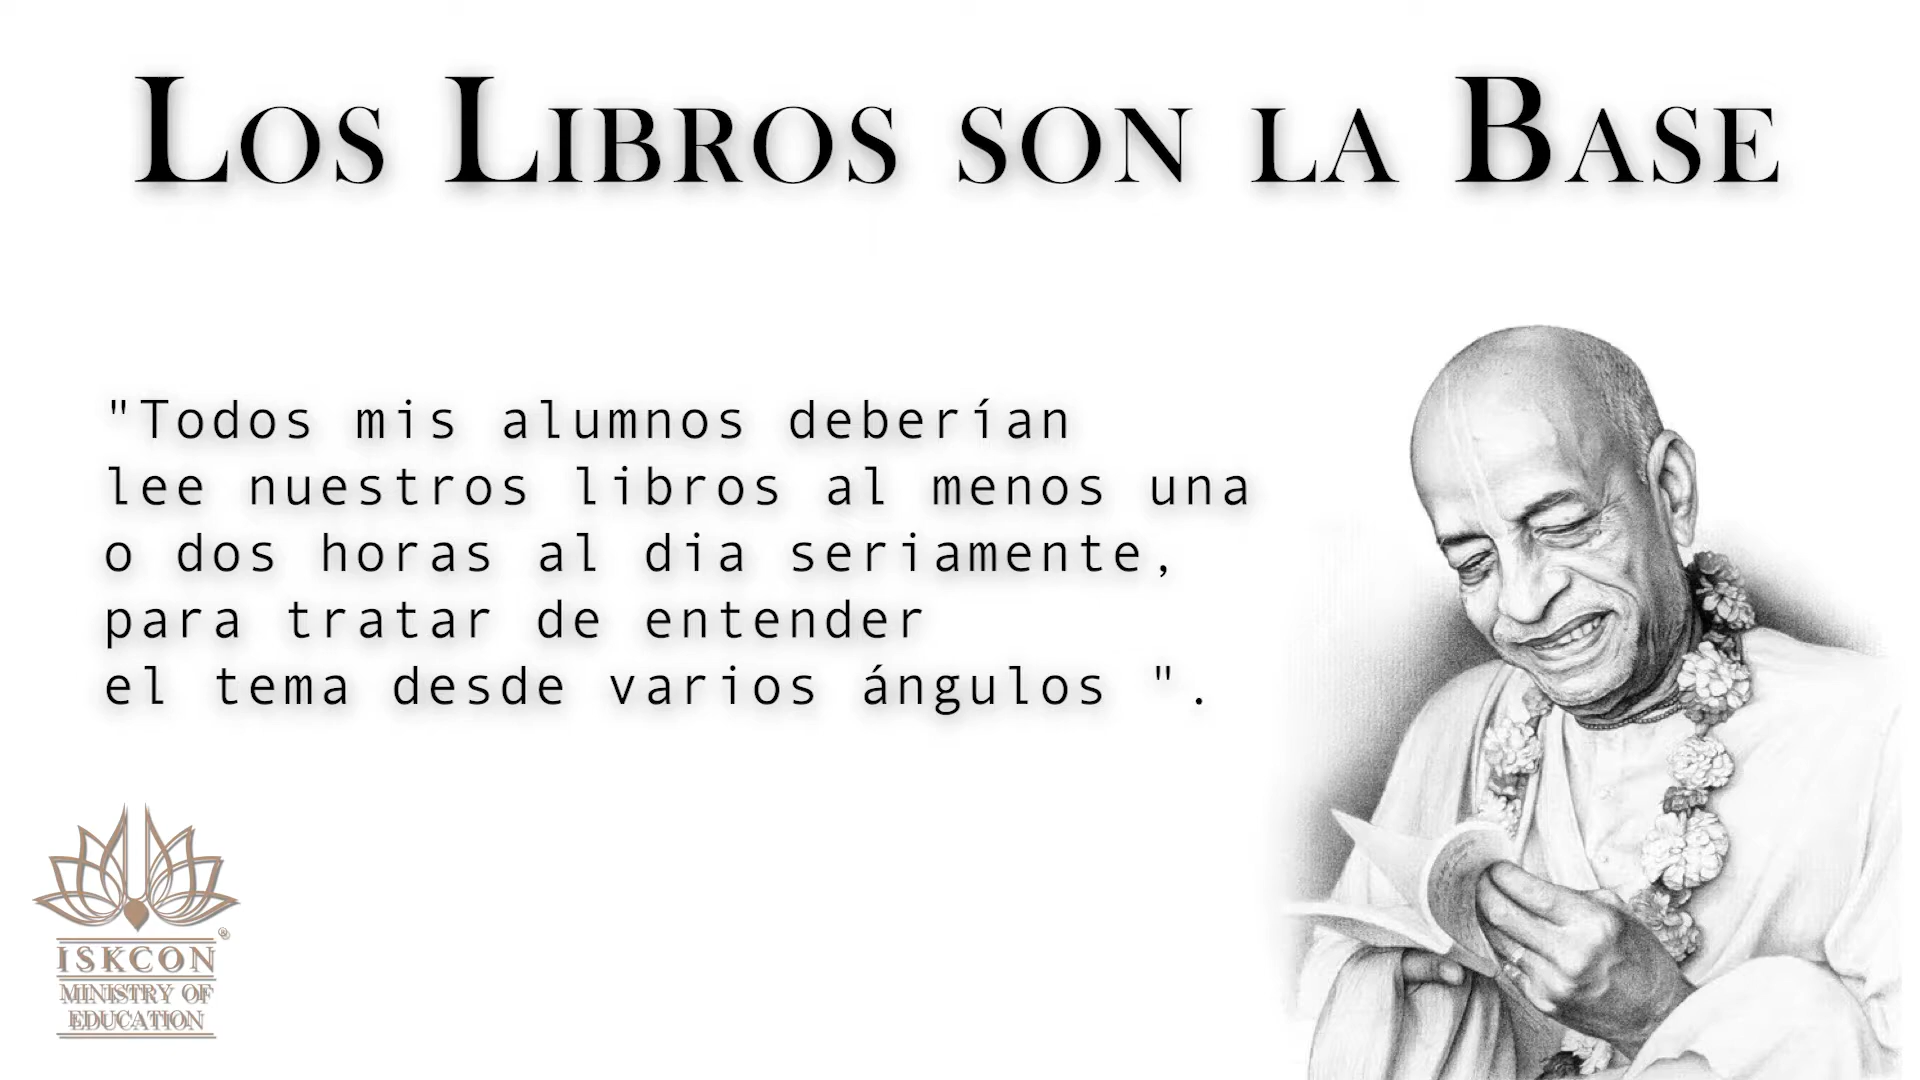 Los Libros son la Base
"Todos mis alumnos deberían
lee nuestros libros al menos una
o dos horas al dia seriamente,
para tratar de entender
el tema desde varios ángulos ".
ISKCON®
MINISTRY OF
EDUCATION